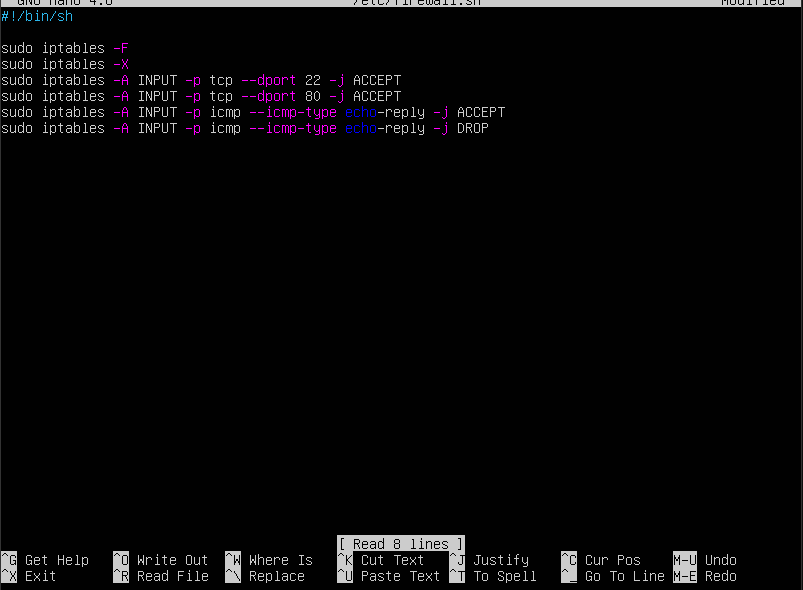 GNU nano 4.8 /etc/firewall.sh Modified
#!/bin/sh
sudo iptables -F
sudo iptables -X
sudo iptables -A INPUT -p tcp --dport 22 -j ACCEPT
sudo iptables -A INPUT -p tcp --dport 80 -j ACCEPT
sudo iptables -A INPUT -p icmp --icmp-type echo-reply -j ACCEPT
sudo iptables -A INPUT -p icmp --icmp-type echo-reply -j DROP
[ Read 8 lines ]
^G Get Help ^O Write Out ^W Where Is ^K Cut Text ^J Justify ^C Cur Pos M-U Undo
^X Exit ^R Read File ^\ Replace ^U Paste Text ^T To Spell ^_ Go To Line M-E Redo